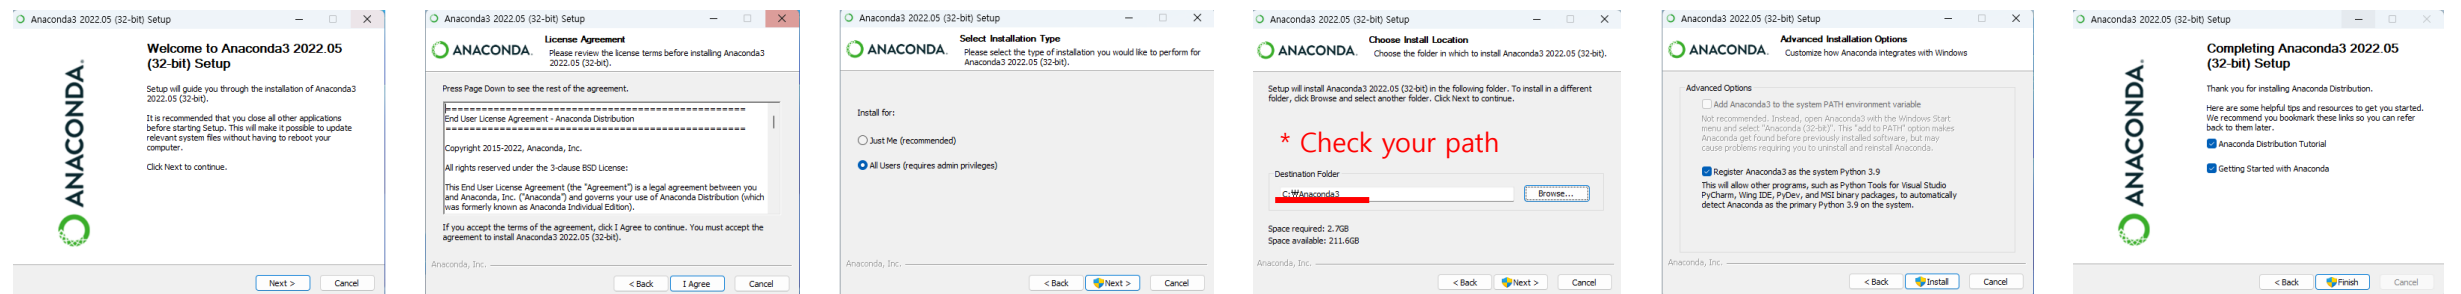 Anaconda3 2022.05 (32-bit) Setup
ANACONDA.
Welcome to Anaconda3 2022.05
(32-bit) Setup
Setup will guide you through the installation of Anaconda3
2022.05 (32-bit).
It is recommended that you close all other applications
before starting Setup. This will make it possible to update
relevant system files without having to reboot your
computer.
Click Next to continue.
Next >
Cancel
Anaconda3 2022.05 (32-bit) Setup
ANACONDA.
License Agreement
Please review the license terms before installing Anaconda3
2022.05 (32-bit).
Press Page Down to see the rest of the agreement.
End User License Agreement - Anaconda Distribution
Copyright 2015-2022, Anaconda, Inc.
All rights reserved under the 3-clause BSD License:
This End User License Agreement (the "Agreement") is a legal agreement between you
and Anaconda, Inc. ("Anaconda") and governs your use of Anaconda Distribution (which
was formerly known as Anaconda Individual Edition).
If you accept the terms of the agreement, click I Agree to continue. You must accept the
agreement to install Anaconda3 2022.05 (32-bit).
Anaconda, Inc.
< Back
I Agree
Cancel
Anaconda3 2022.05 (32-bit) Setup
ANACONDA.
Select Installation Type
Please select the type of installation you would like to perform for
Anaconda3 2022.05 (32-bit).
Install for:
Just Me (recommended)
All Users (requires admin privileges)
Anaconda, Inc.
< Back
Next >
Cancel
Anaconda3 2022.05 (32-bit) Setup
ANACONDA.
Choose Install Location
Choose the folder in which to install Anaconda3 2022.05 (32-bit).
Setup will install Anaconda3 2022.05 (32-bit) in the following folder. To install in a different
folder, click Browse and select another folder. Click Next to continue.
* Check your path
Destination Folder
C:₩Anaconda3
Browse...
Space required: 2.7GB
Space available: 211.6GB
Anaconda, Inc.
< Back
Next >
Cancel
Anaconda3 2022.05 (32-bit) Setup
ANACONDA.
Advanced Installation Options
Customize how Anaconda integrates with Windows
Advanced Options
Add Anaconda3 to the system PATH environment variable
Not recommended. Instead, open Anaconda3 with the Windows Start
menu and select "Anaconda (32-bit)". This "add to PATH" option makes
Anaconda get found before previously installed software, but may
cause problems requiring you to uninstall and reinstall Anaconda.
Register Anaconda3 as the system Python 3.9
This will allow other programs, such as Python Tools for Visual Studio
PyCharm, Wing IDE, PyDev, and MSI binary packages, to automatically
detect Anaconda as the primary Python 3.9 on the system.
Anaconda, Inc.
< Back
Install
Cancel
Anaconda3 2022.05 (32-bit) Setup
ANACONDA.
Completing Anaconda3 2022.05
(32-bit) Setup
Thank you for installing Anaconda Distribution.
Here are some helpful tips and resources to get you started.
We recommend you bookmark these links so you can refer
back to them later.
Anaconda Distribution Tutorial
Getting Started with Anaconda
< Back
Finish
Cancel